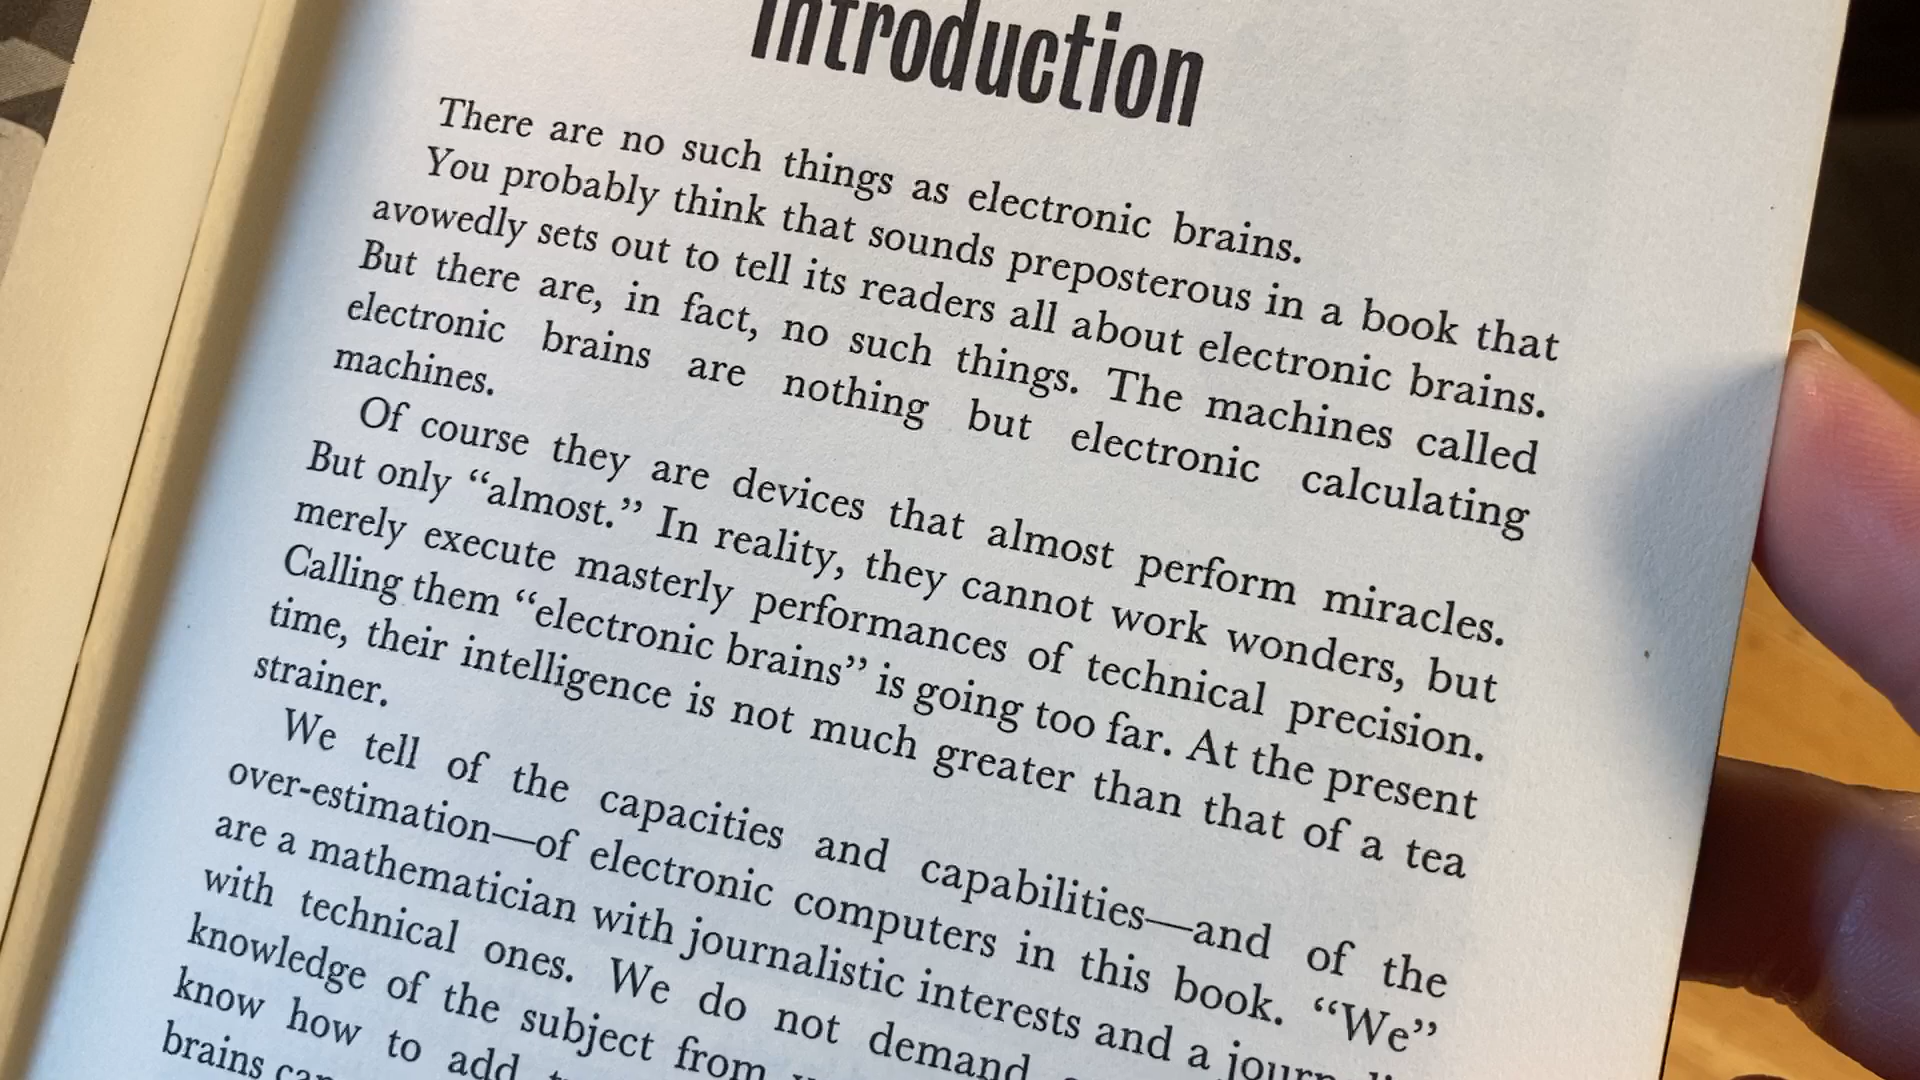 Introduction
There are no such things as electronic brains.
You probably think that sounds preposterous in a book that
avowedly sets out to tell its readers all about electronic brains.
But there are, in fact, no such things. The machines called
electronic brains are nothing but electronic calculating
machines.
Of course they are devices that almost perform miracles.
But only “almost.” In reality, they cannot work wonders, but
merely execute masterly performances of technical precision.
Calling them “electronic brains” is going too far. At the present
time, their intelligence is not much greater than that of a tea
strainer.
We tell of the capacities and capabilities—and of the
over-estimation—of electronic computers in this book. “We”
are a mathematician with journalistic interests and a
with technical ones. We do not demand
knowledge of the subject from
know how to add
brains